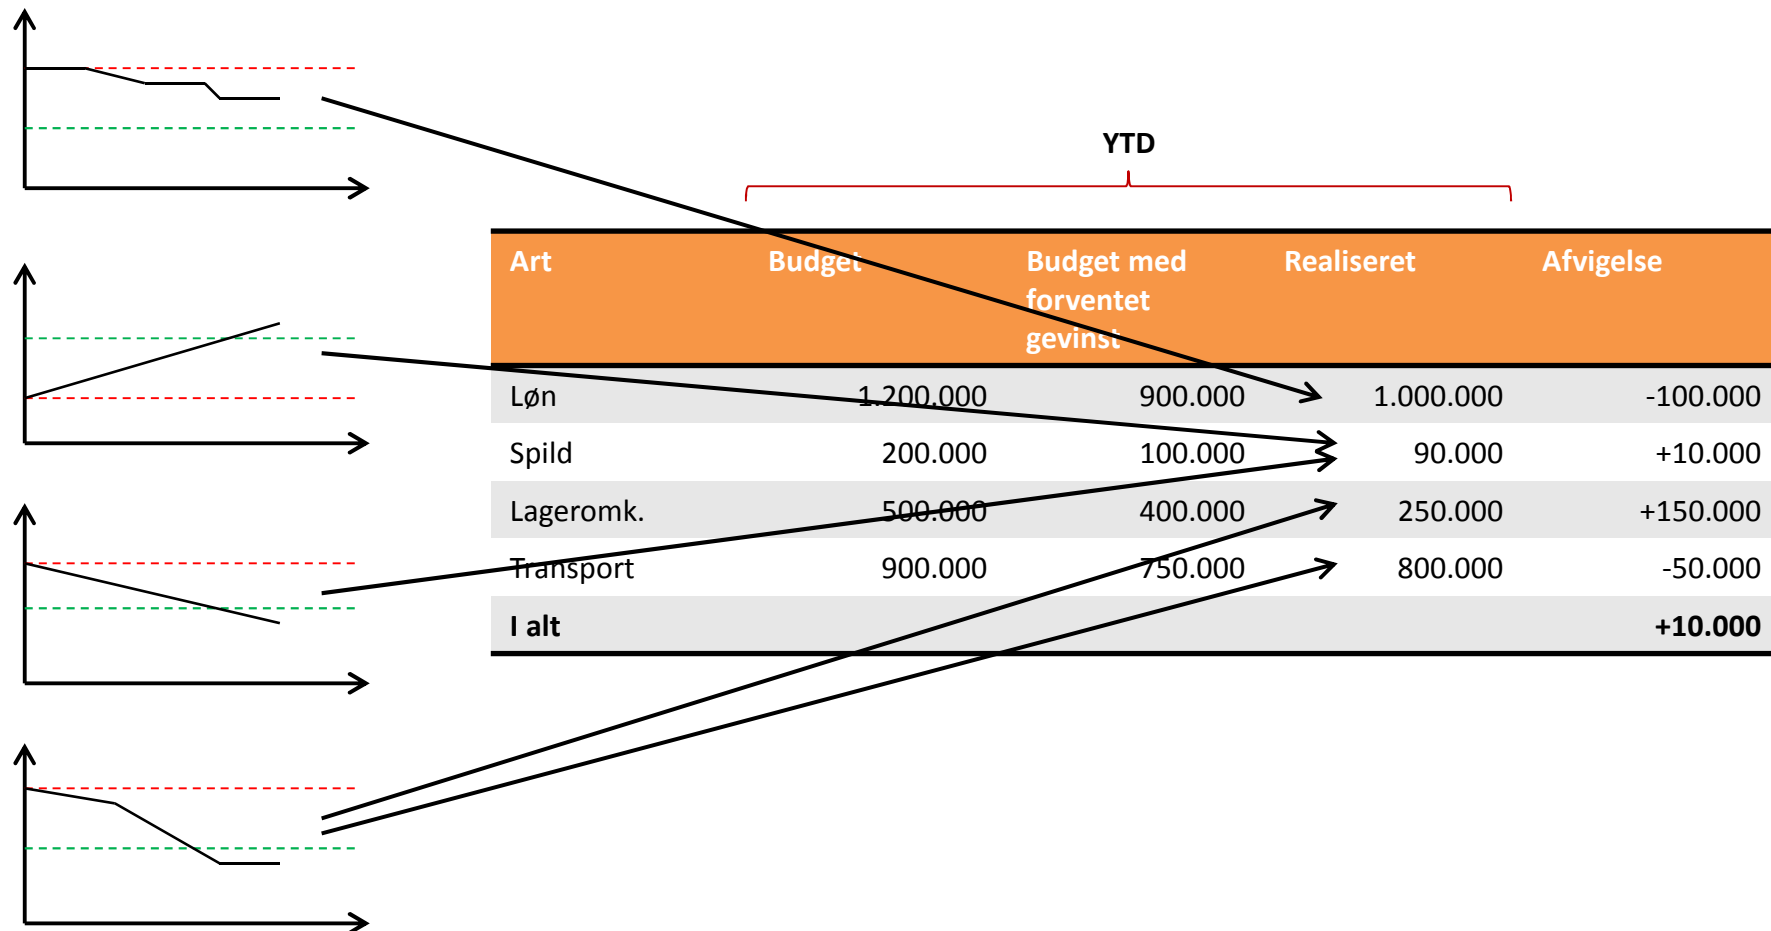 YTD
Art Budget Budget med Realiseret Afvigelse
forventet
gevinst
Løn 1.200.000 900.000 1.000.000 -100.000
Spild 200.000 100.000 90.000 +10.000
Lageromk. 500.000 400.000 250.000 +150.000
Transport 900.000 750.000 800.000 -50.000
I alt +10.000